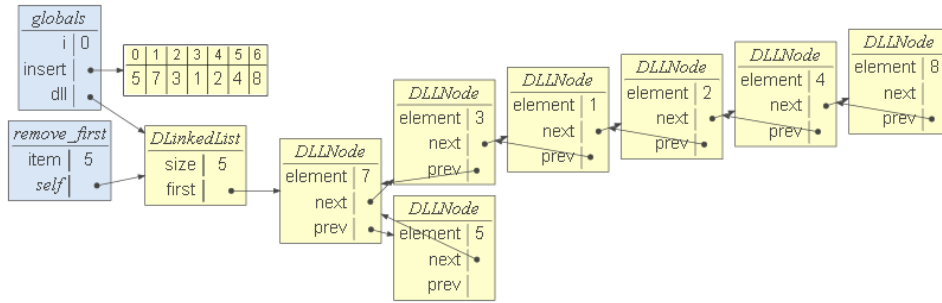 globals
i 0
insert
dll
0 1 2 3 4 5 6
5 7 3 1 2 4 8
remove_first
item 5
self
DLinkedList
size 5
first
DLLNode
element 7
next
prev
DLLNode
element 3
next
prev
DLLNode
element 5
next
prev
DLLNode
element 1
next
prev
DLLNode
element 2
next
prev
DLLNode
element 4
next
prev
DLLNode
element 8
next
prev